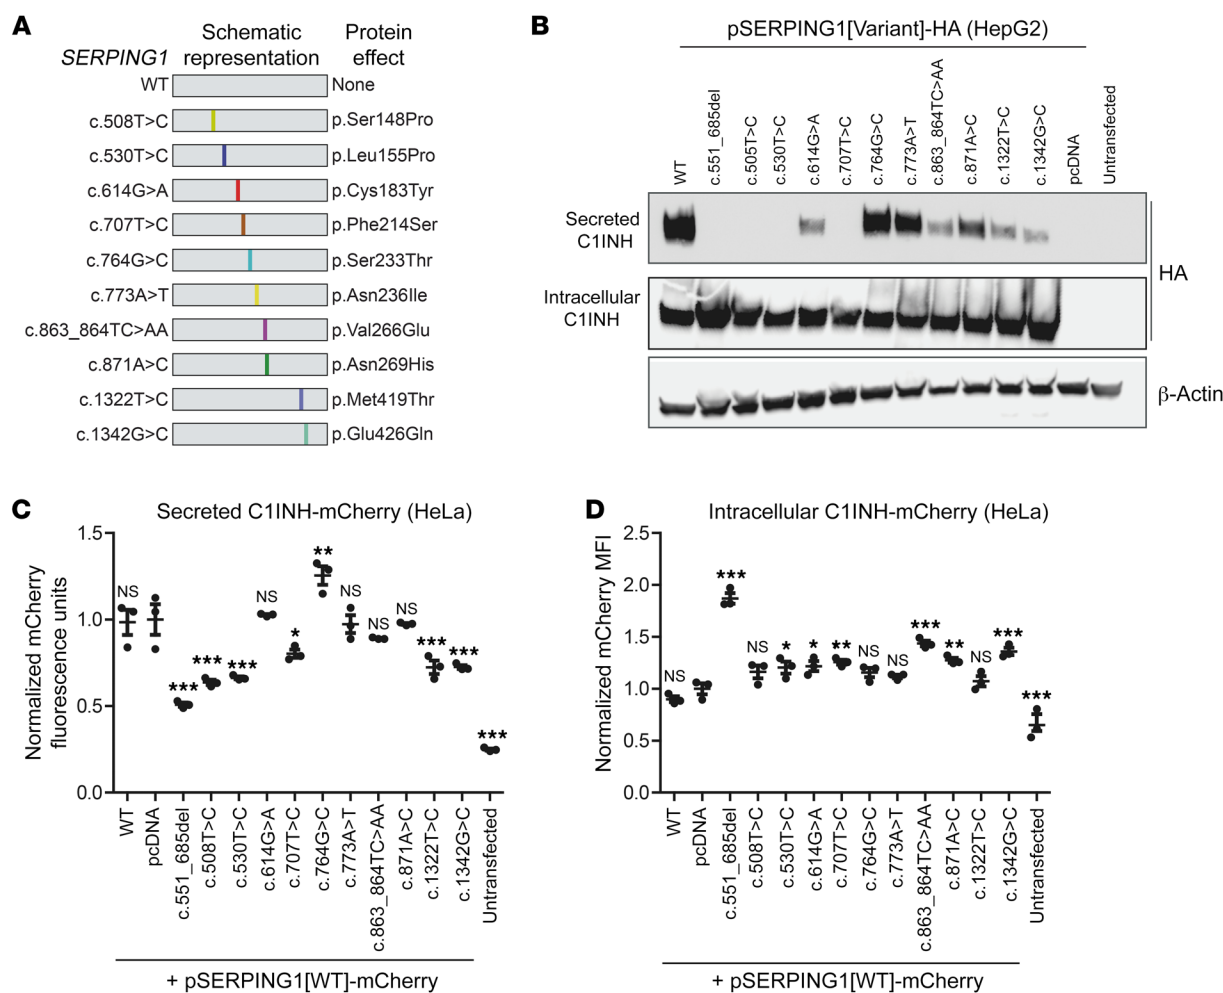 A
SERPING1
Schematic
representation
Protein
effect
WT
None
c.508T>C
p.Ser148Pro
c.530T>C
p.Leu155Pro
c.614G>A
p.Cys183Tyr
c.707T>C
p.Phe214Ser
c.764G>C
p.Ser233Thr
c.773A>T
p.Asn236Ile
c.863_864TC>AA
p.Val266Glu
c.871A>C
p.Asn269His
c.1322T>C
p.Met419Thr
c.1342G>C
p.Glu426Gln
B
pSERPING1[Variant]-HA (HepG2)
WT
c.551_685del
c.505T>C
c.530T>C
c.614G>A
c.707T>C
c.764G>C
c.773A>T
c.863_864TC>AA
c.871A>C
c.1322T>C
c.1342G>C
pcDNA
Untransfected
Secreted
C1INH
Intracellular
C1INH
HA
β-Actin
C
Secreted C1INH-mCherry (HeLa)
Normalized mCherry
fluorescence units
1.5
1.0
0.5
0.0
NS
***
***
***
NS
*
**
NS
NS
NS
***
***
***
WT
pcDNA
c.551_685del
c.508T>C
c.530T>C
c.614G>A
c.707T>C
c.764G>C
c.773A>T
c.863_864TC>AA
c.871A>C
c.1322T>C
c.1342G>C
Untransfected
+ pSERPING1[WT]-mCherry
D
Intracellular C1INH-mCherry (HeLa)
Normalized mCherry MFI
2.5
2.0
1.5
1.0
0.5
0.0
NS
***
NS
*
*
**
NS
NS
***
**
NS
***
***
WT
pcDNA
c.551_685del
c.508T>C
c.530T>C
c.614G>A
c.707T>C
c.764G>C
c.773A>T
c.863_864TC>AA
c.871A>C
c.1322T>C
c.1342G>C
Untransfected
+ pSERPING1[WT]-mCherry